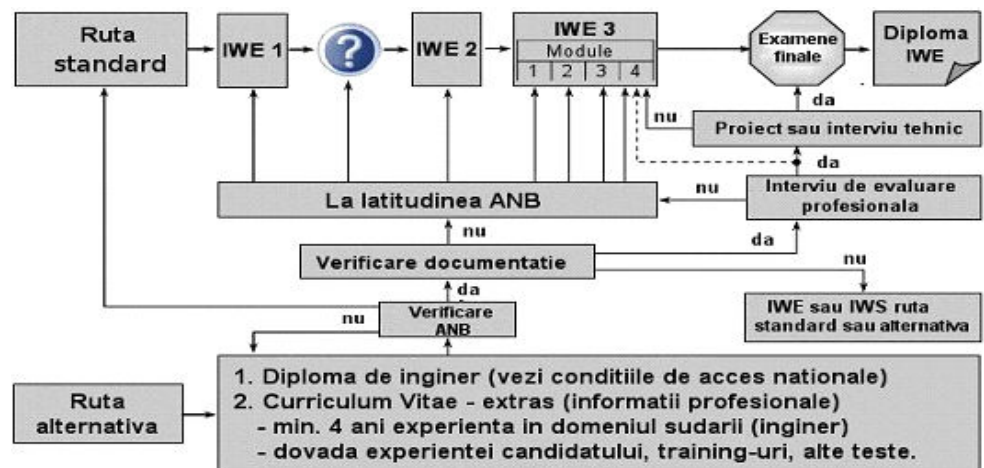 Ruta
standard
IWE 1
?
IWE 2
IWE 3
Module
1 2 3 4
Examene
finale
Diploma
IWE
da
nu
Proiect sau interviu tehnic
da
nu
Interviu de evaluare
profesionala
La latitudinea ANB
nu
da
Verificare documentatie
nu
da
IWE sau IWS ruta
standard sau alternativa
nu
Verificare
ANB
Ruta
alternativa
1. Diploma de inginer (vezi conditiile de acces nationale)
2. Curriculum Vitae - extras (informatii profesionale)
- min. 4 ani experienta in domeniul sudarii (inginer)
- dovada experientei candidatului, training-uri, alte teste.